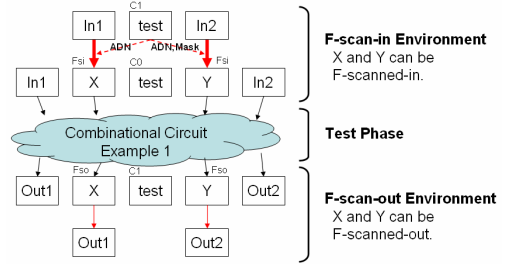 C1
In1 test In2
ADN ADN;Mask
F-scan-in Environment
X and Y can be
F-scanned-in.
Fsi C0 Fsi
In1 X test Y In2
Combinational Circuit
Example 1
Test Phase
Fso C1 Fso
Out1 X test Y Out2
F-scan-out Environment
X and Y can be
F-scanned-out.
Out1 Out2